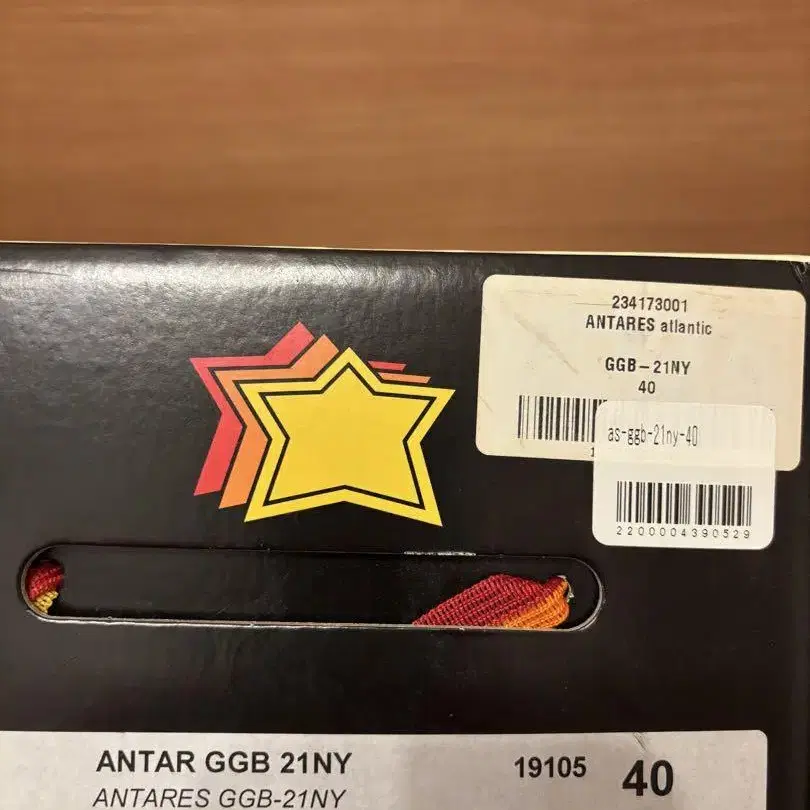 234173001
ANTARES atlantic
GGB-21NY
40
as-ggb-21ny-40
2200004390529
ANTAR GGB 21NY 19105 40
ANTARES GGB-21NY